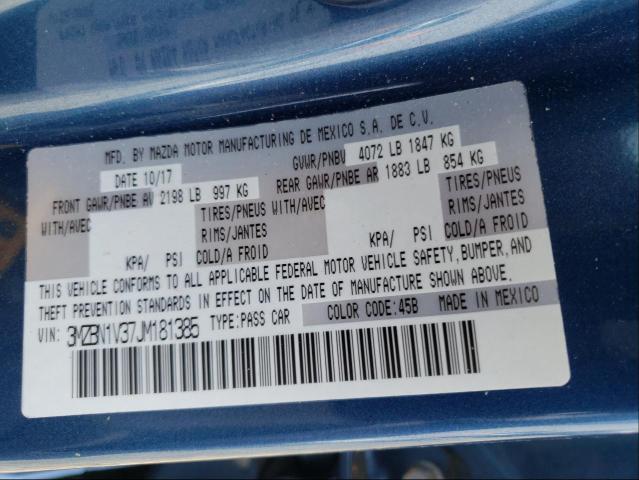 MFD. BY MAZDA MOTOR MANUFACTURING DE MEXICO S.A. DE C.V.
DATE 10/17 GVWR/PNBV 4072 LB 1847 KG
FRONT GAWR/PNBE AV 2198 LB 997 KG REAR GAWR/PNBE AR 1883 LB 854 KG
WITH/AVEC TIRES/PNEUS WITH/AVEC TIRES/PNEUS
RIMS/JANTES RIMS/JANTES
KPA/ PSI COLD/A FROID KPA/ PSI COLD/A FROID
THIS VEHICLE CONFORMS TO ALL APPLICABLE FEDERAL MOTOR VEHICLE SAFETY, BUMPER, AND
THEFT PREVENTION STANDARDS IN EFFECT ON THE DATE OF MANUFACTURE SHOWN ABOVE.
VIN: 3MZBN1V37JM181385 TYPE:PASS CAR COLOR CODE:45B MADE IN MEXICO